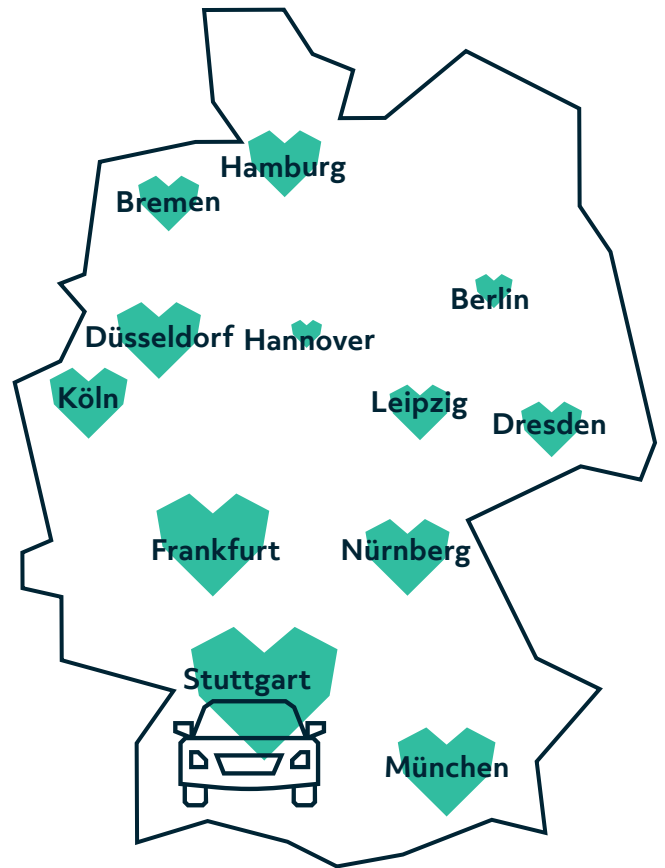 Hamburg
Bremen
Berlin
Düsseldorf
Hannover
Köln
Leipzig
Dresden
Frankfurt
Nürnberg
Stuttgart
München